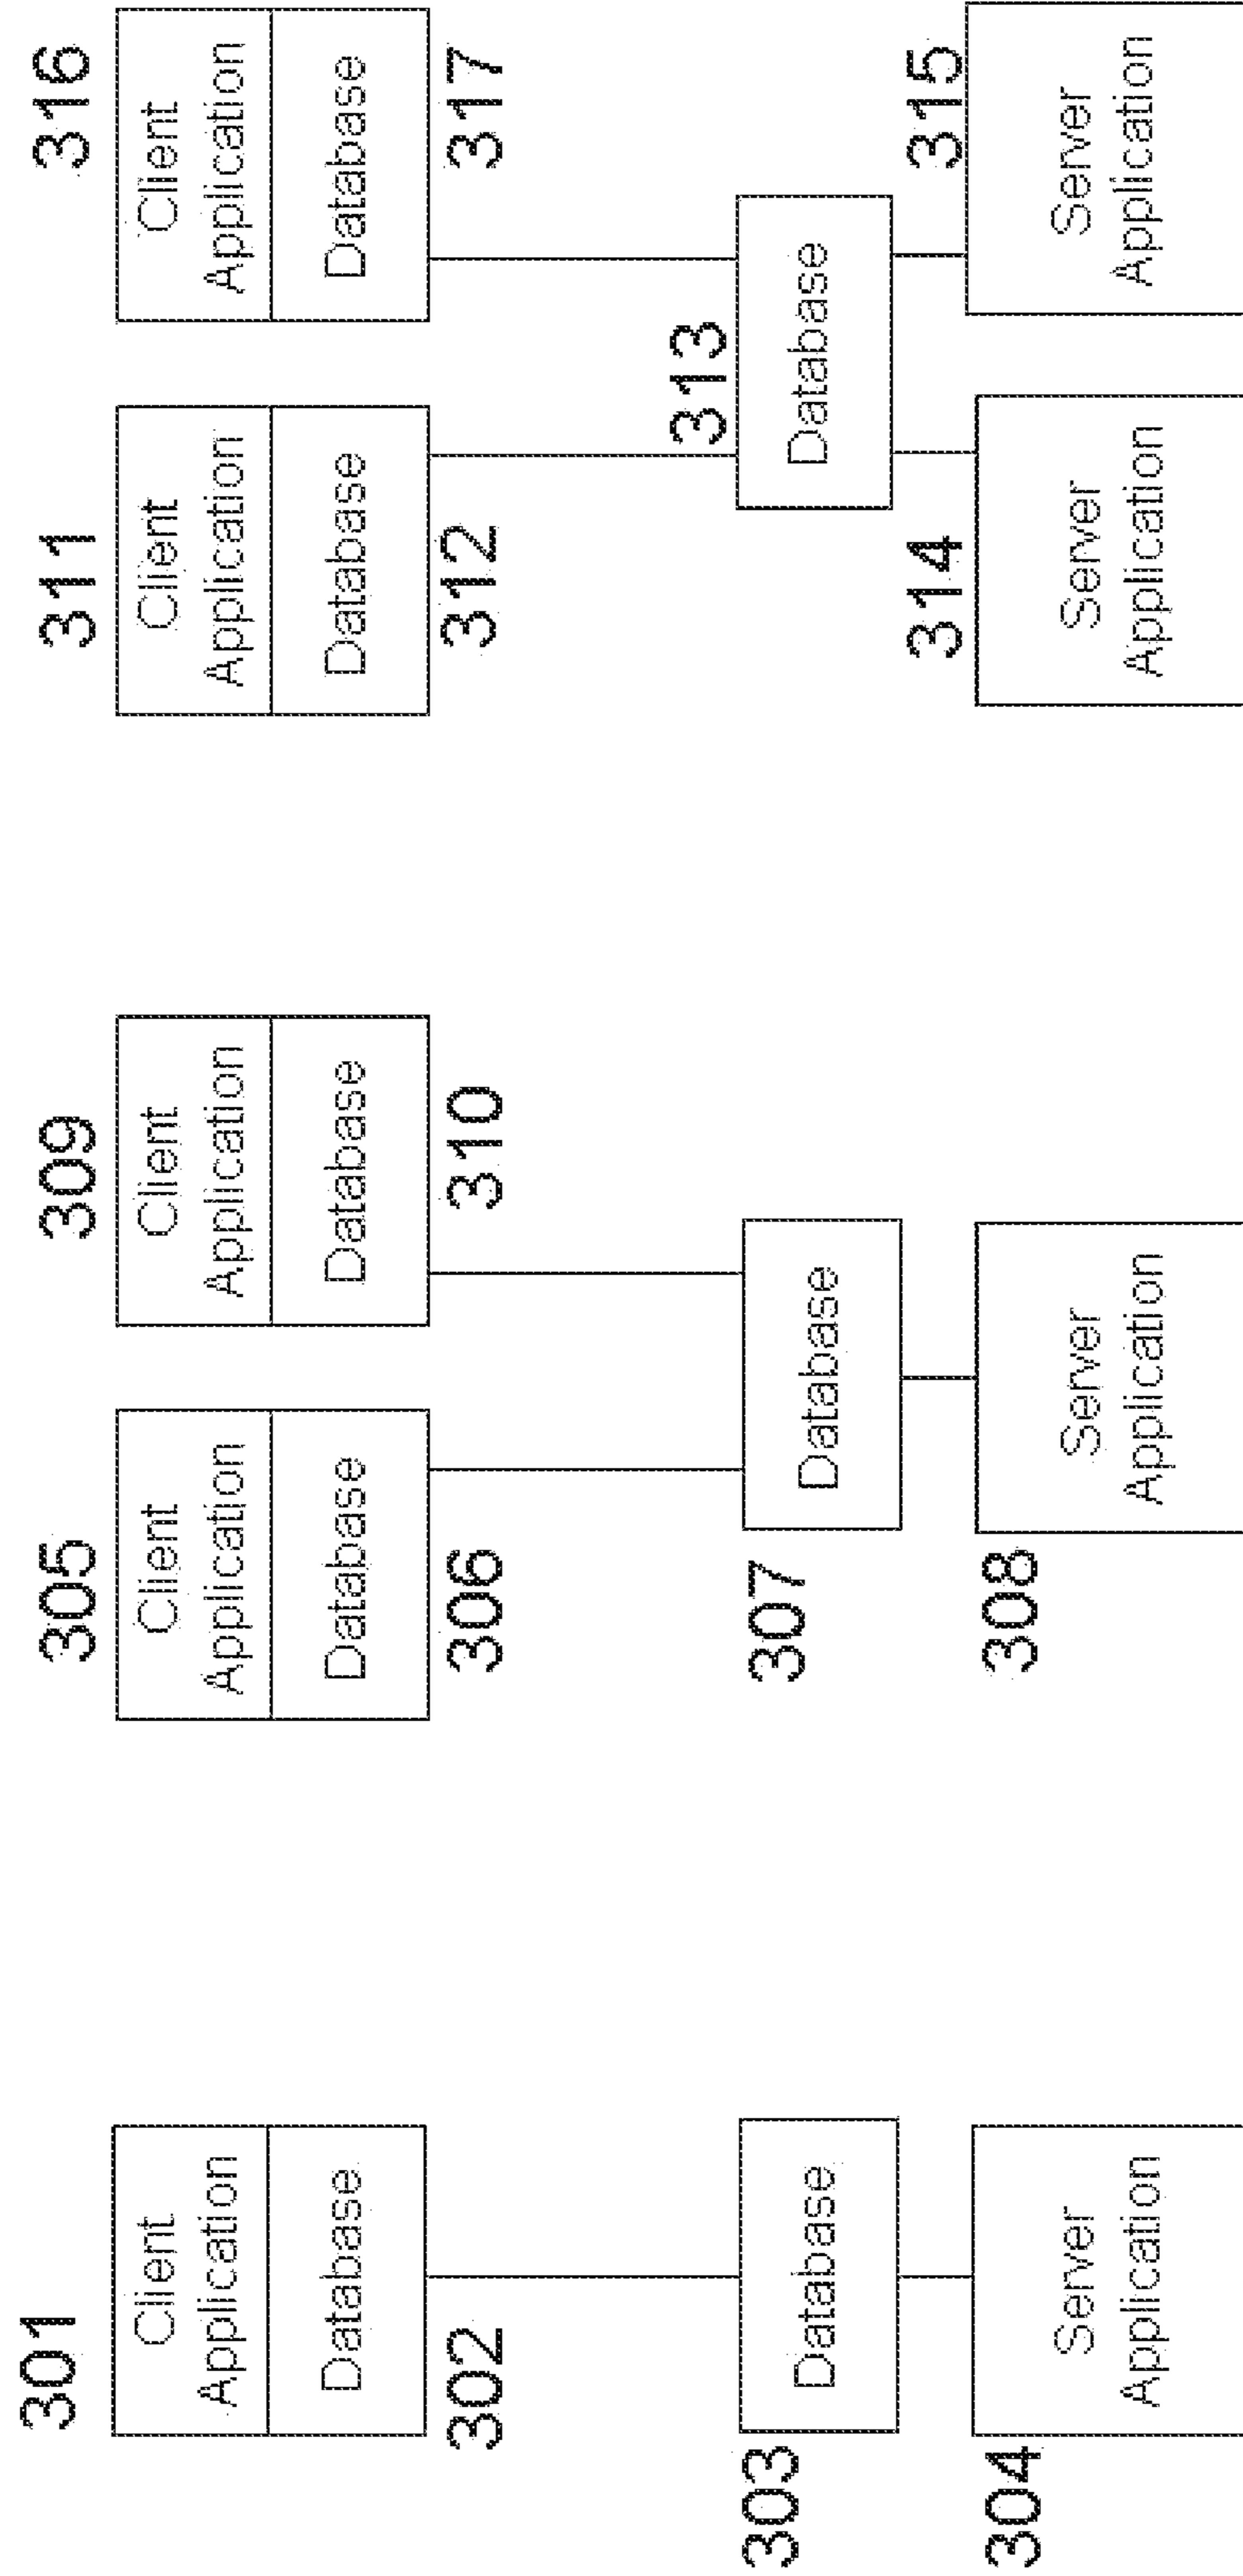 301
Client
Application
Database
302
303
Database
304
Server
Application
305
Client
Application
Database
306
309
Client
Application
Database
310
307
Database
308
Server
Application
311
Client
Application
Database
312
316
Client
Application
Database
317
313
Database
314
Server
Application
315
Server
Application